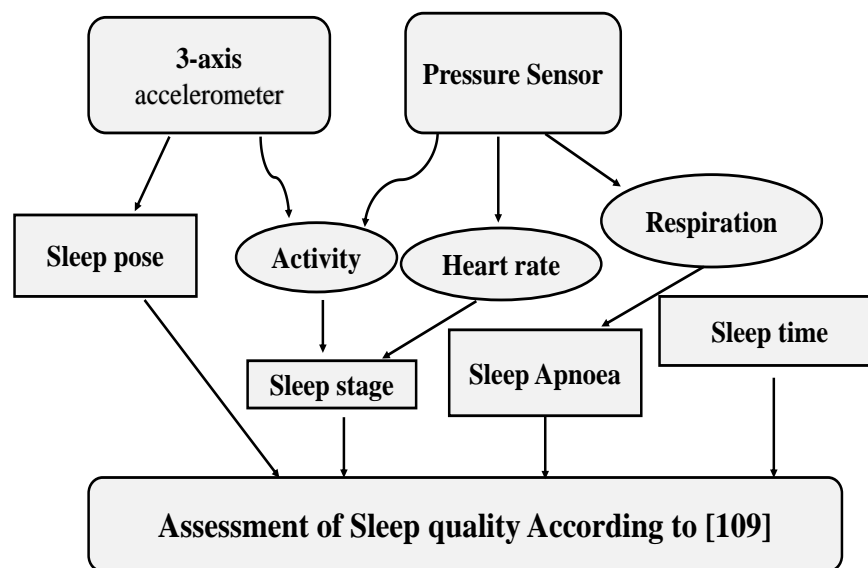 3-axis
accelerometer
Pressure Sensor
Sleep pose
Activity
Heart rate
Respiration
Sleep stage
Sleep Apnoea
Sleep time
Assessment of Sleep quality According to [109]